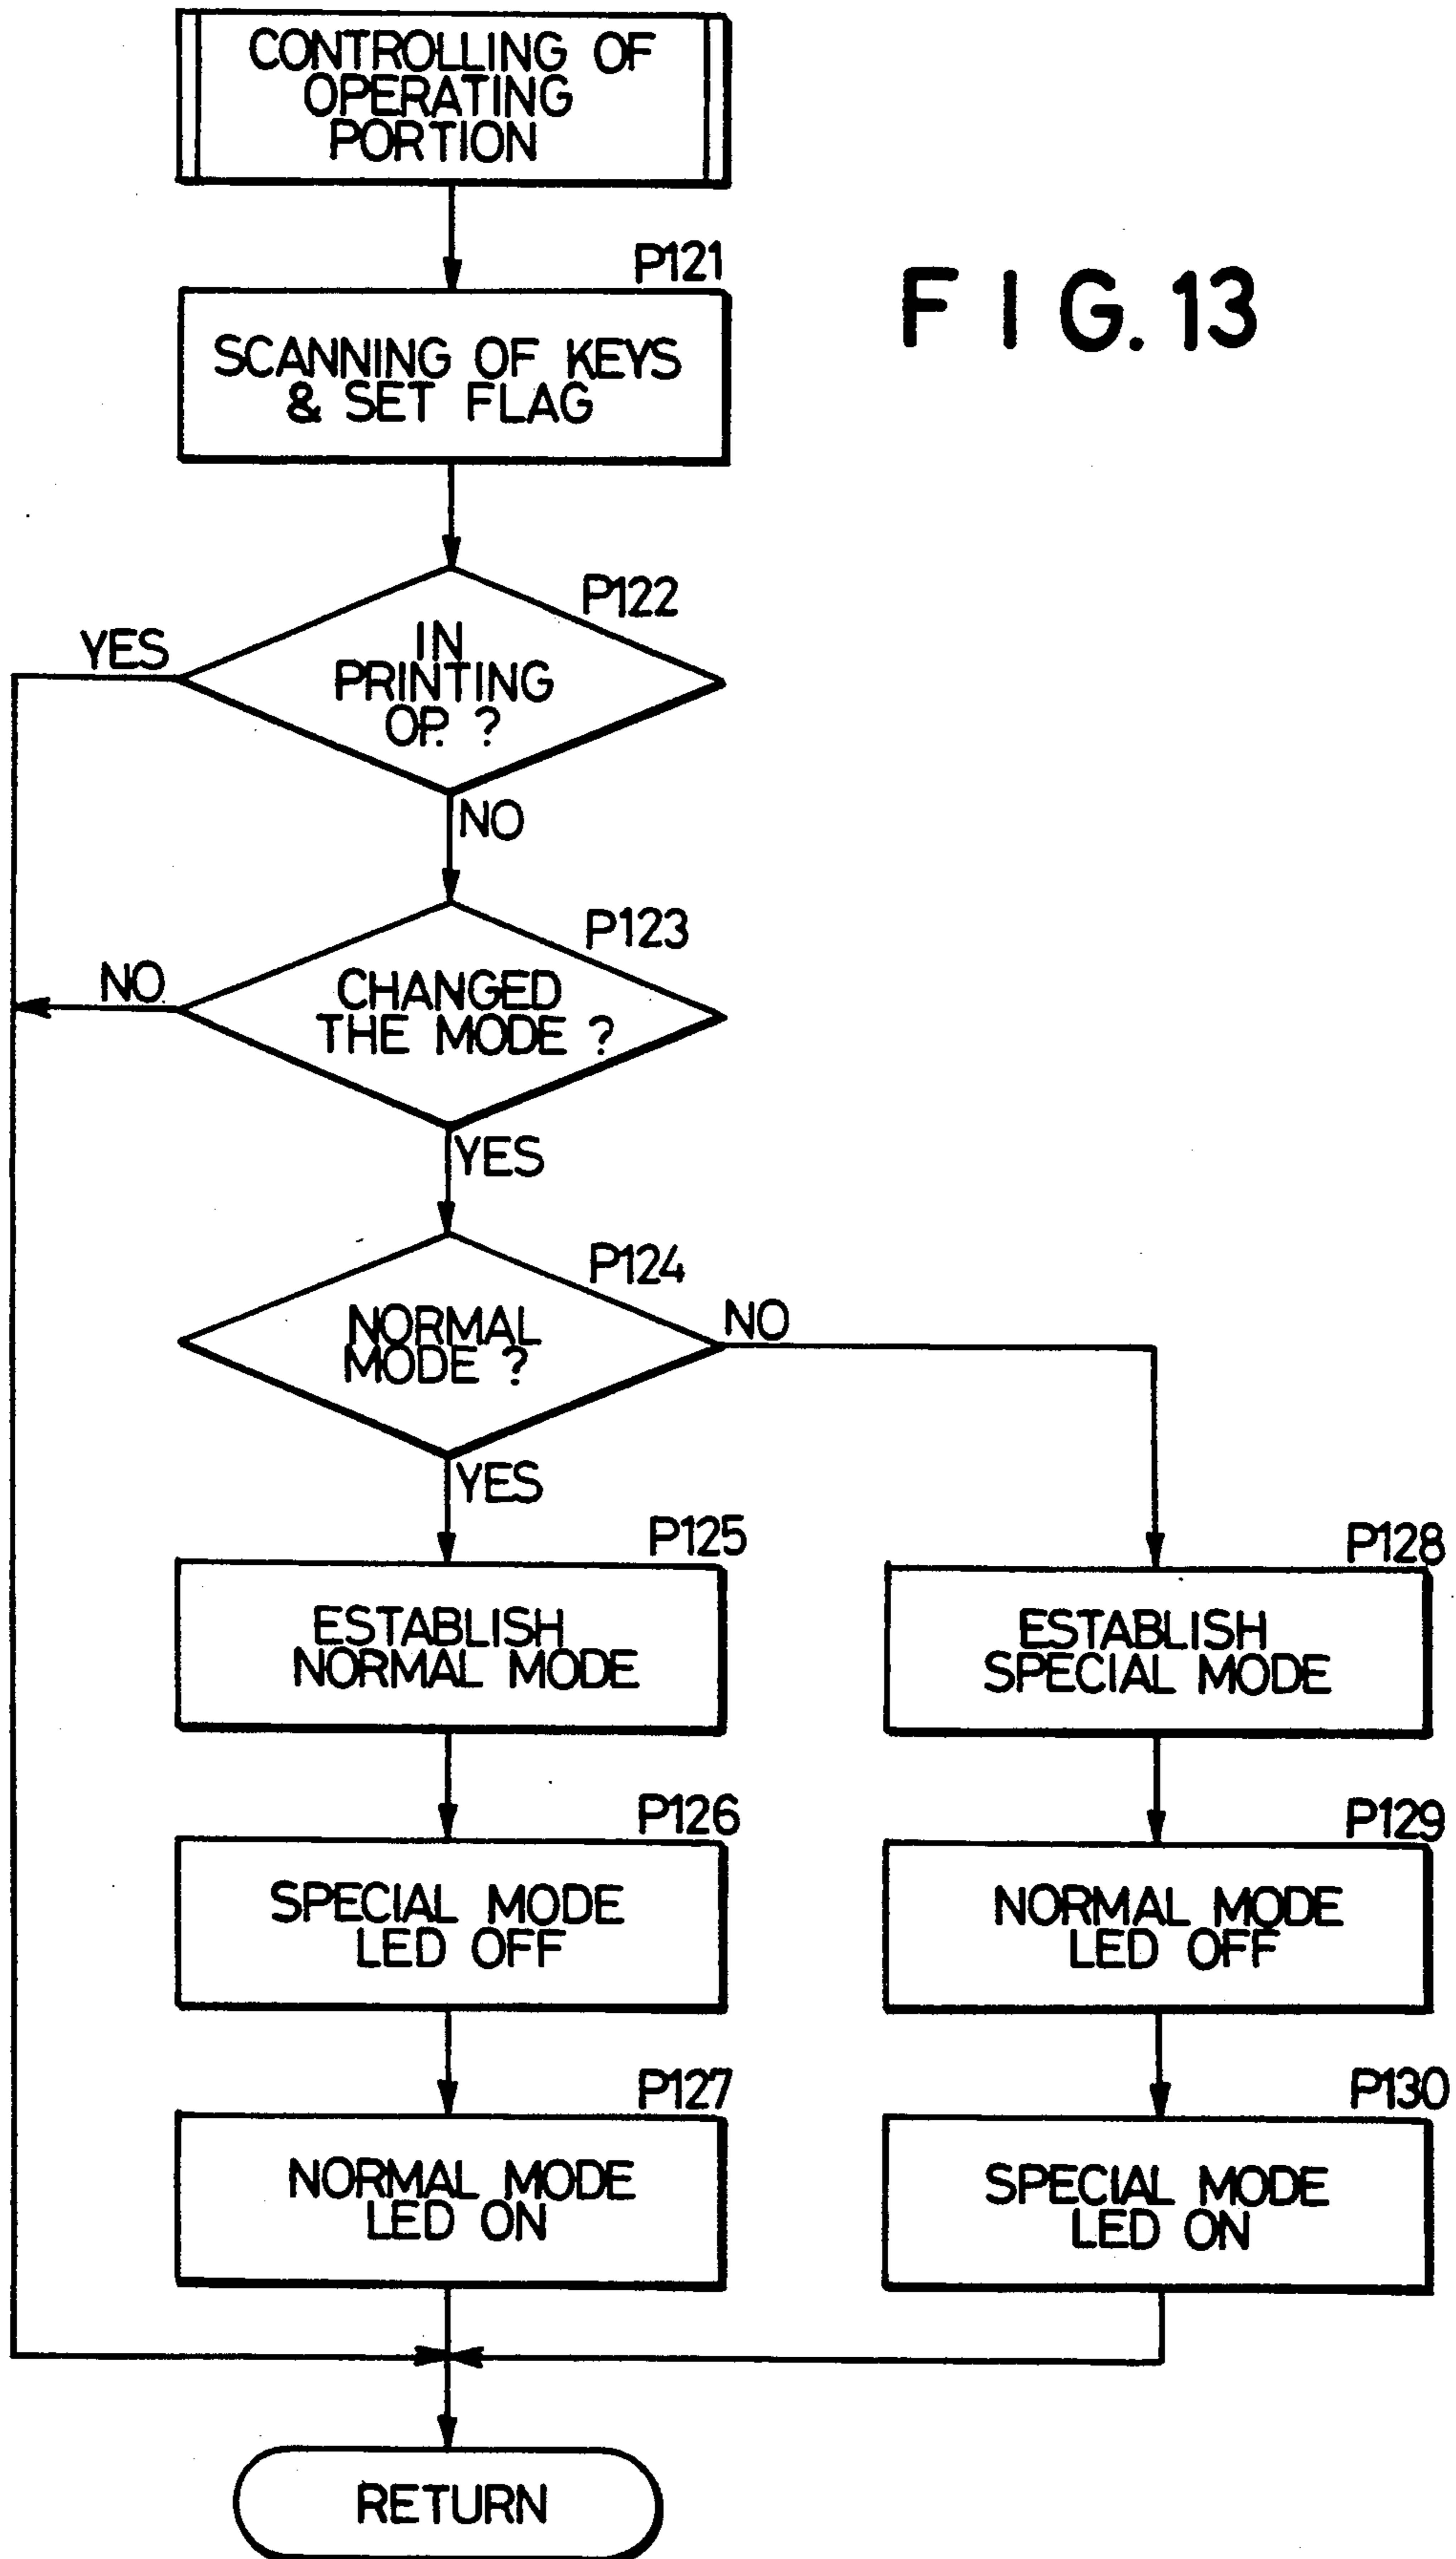 CONTROLLING OF
OPERATING
PORTION
P121
FIG.13
SCANNING OF KEYS
& SET FLAG
P122
YES
IN
PRINTING
OP. ?
NO
P123
NO
CHANGED
THE MODE ?
YES
P124
NORMAL
MODE ?
NO
YES
P125
ESTABLISH
NORMAL MODE
P128
ESTABLISH
SPECIAL MODE
P126
SPECIAL MODE
LED OFF
P129
NORMAL MODE
LED OFF
P127
NORMAL MODE
LED ON
P130
SPECIAL MODE
LED ON
RETURN